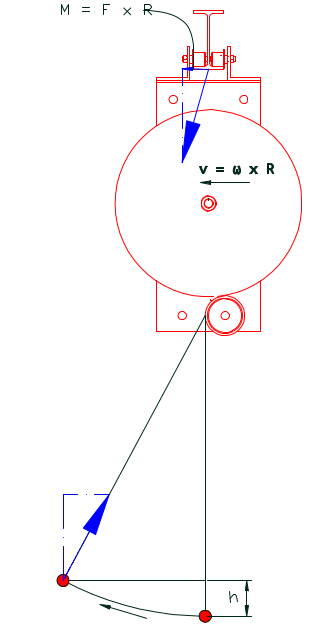 M = F x R
v = ω x R
h